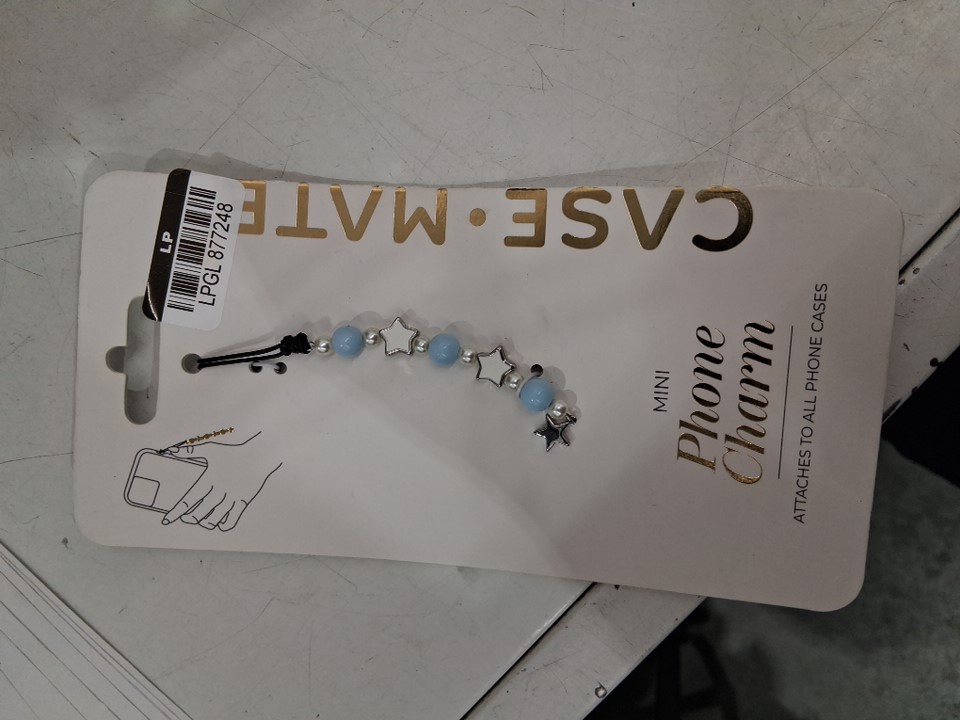 CASE·MATE
LP
LPGL 877248
MINI
Phone
Charm
ATTACHES TO ALL PHONE CASES